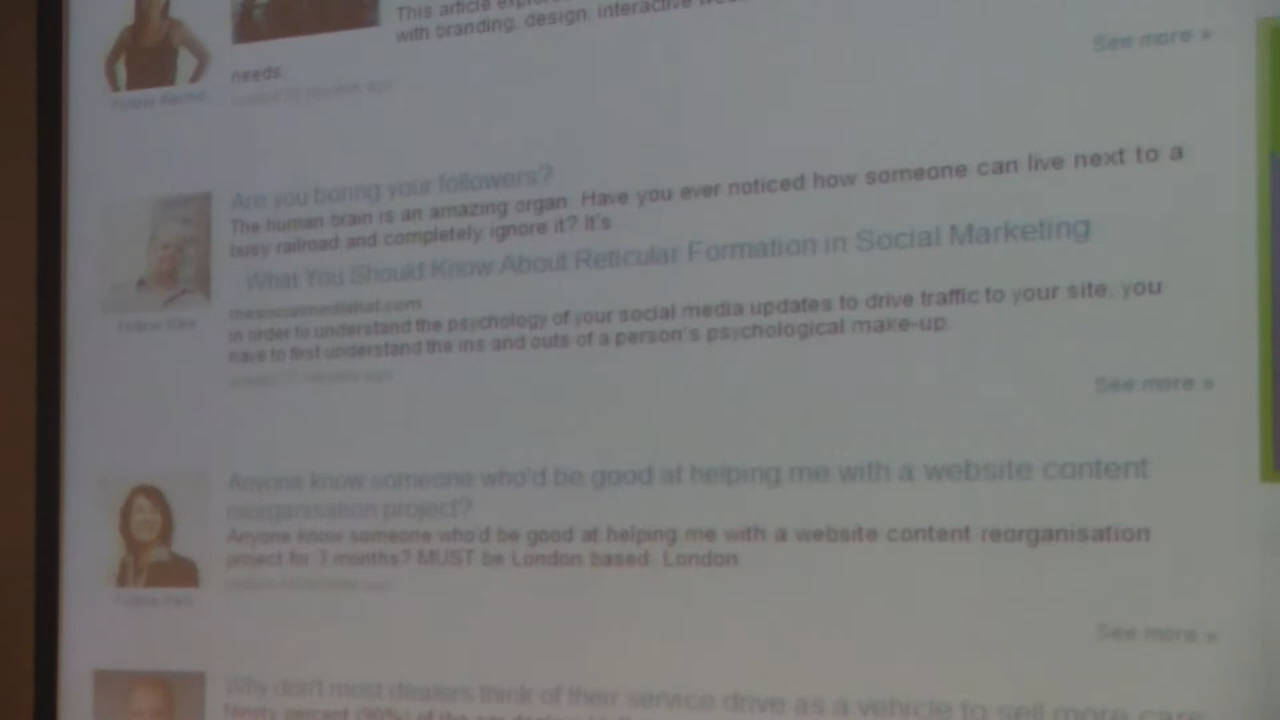 This article
with branding, design, interactive
See more »
needs.
Are you boring your followers?
The human brain is an amazing organ. Have you ever noticed how someone can live next to a
busy railroad and completely ignore it? It's
What You Should Know About Reticular Formation in Social Marketing
thesocialmediahat.com
in order to understand the psychology of your social media updates to drive traffic to your site, you
have to first understand the ins and outs of a person's psychological make-up.
See more »
Anyone know someone who'd be good at helping me with a website content
reorganisation project?
Anyone know someone who'd be good at helping me with a website content reorganisation
project for 3 months? MUST be London based. London
See more »
Why don't most dealers think of their service drive as a vehicle to sell more cars